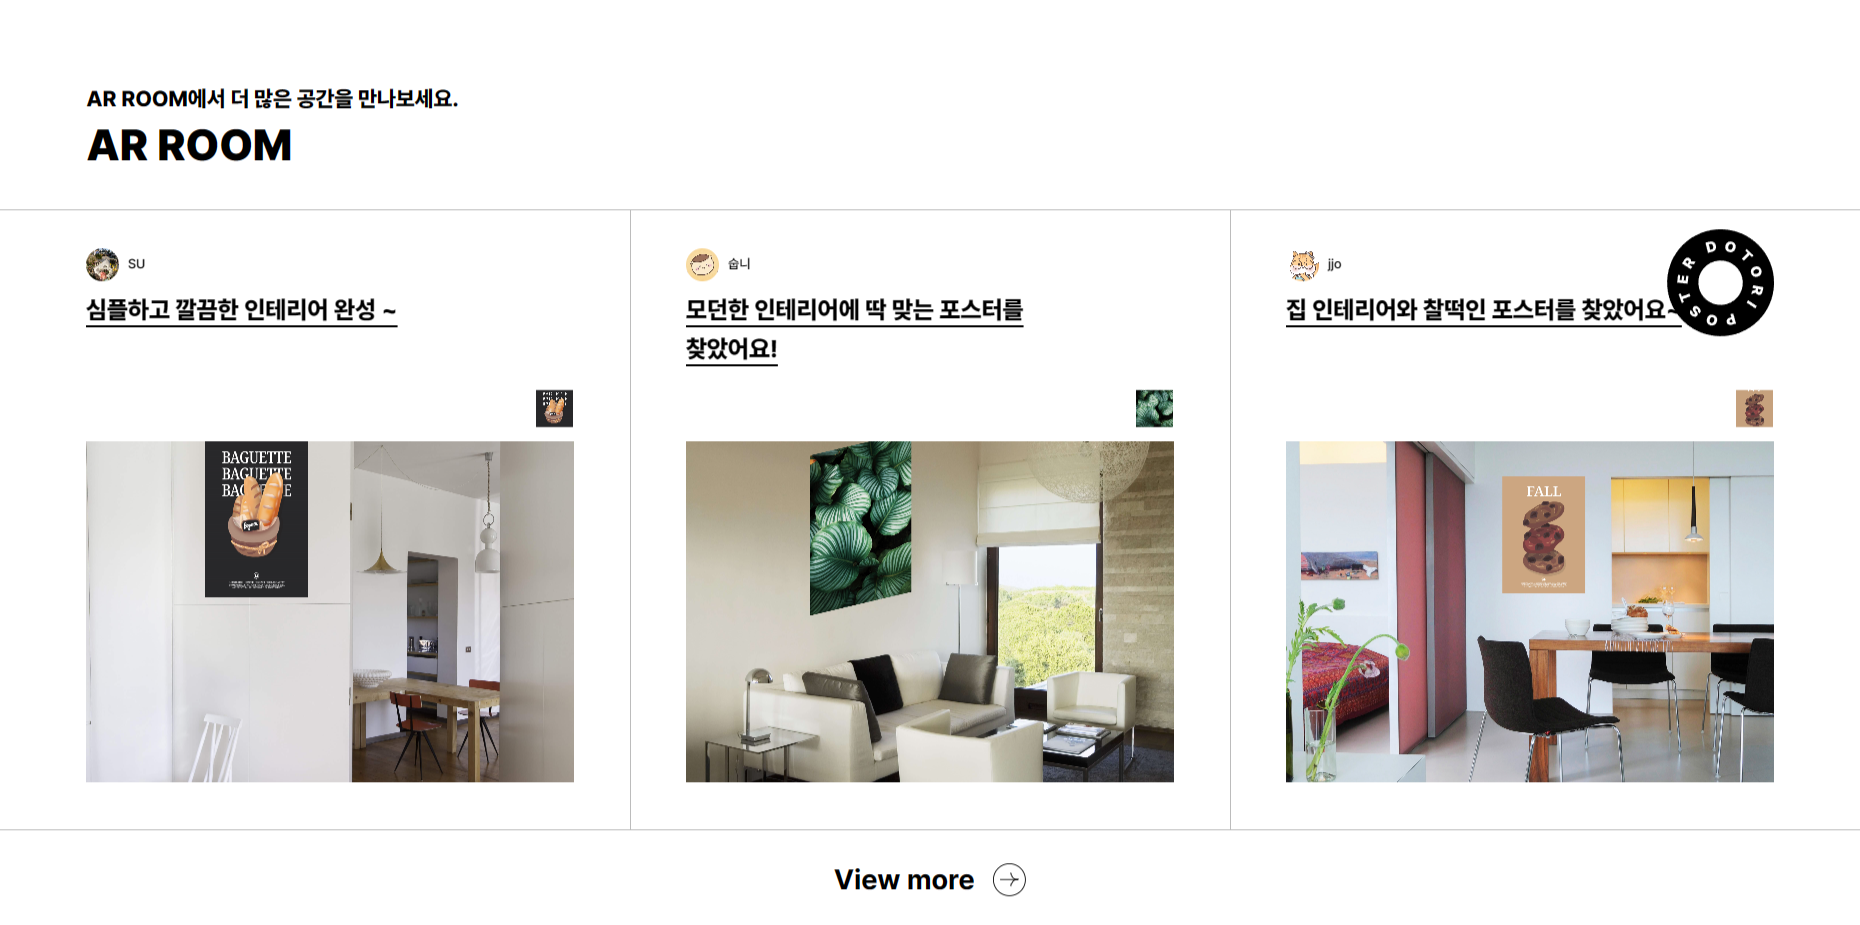 AR ROOM에서 더 많은 공간을 만나보세요.
AR ROOM
SU
심플하고 깔끔한 인테리어 완성 ~
숩니
모던한 인테리어에 딱 맞는 포스터를
찾았어요!
jjo
집 인테리어와 찰떡인 포스터를 찾았어요~
DOTORI POSTER
BAGUETTE
BAGUETTE
FALL
View more